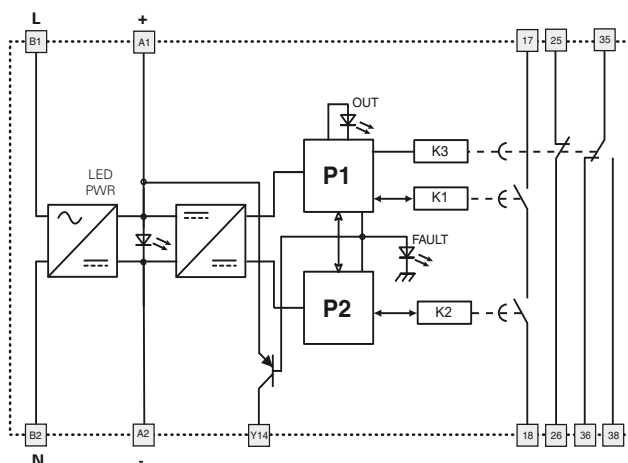 L +
B1 A1 17 25 35
OUT
K3
LED
PWR
P1
K1
FAULT
P2
K2
B2 A2 Y14 18 26 36 38
N -